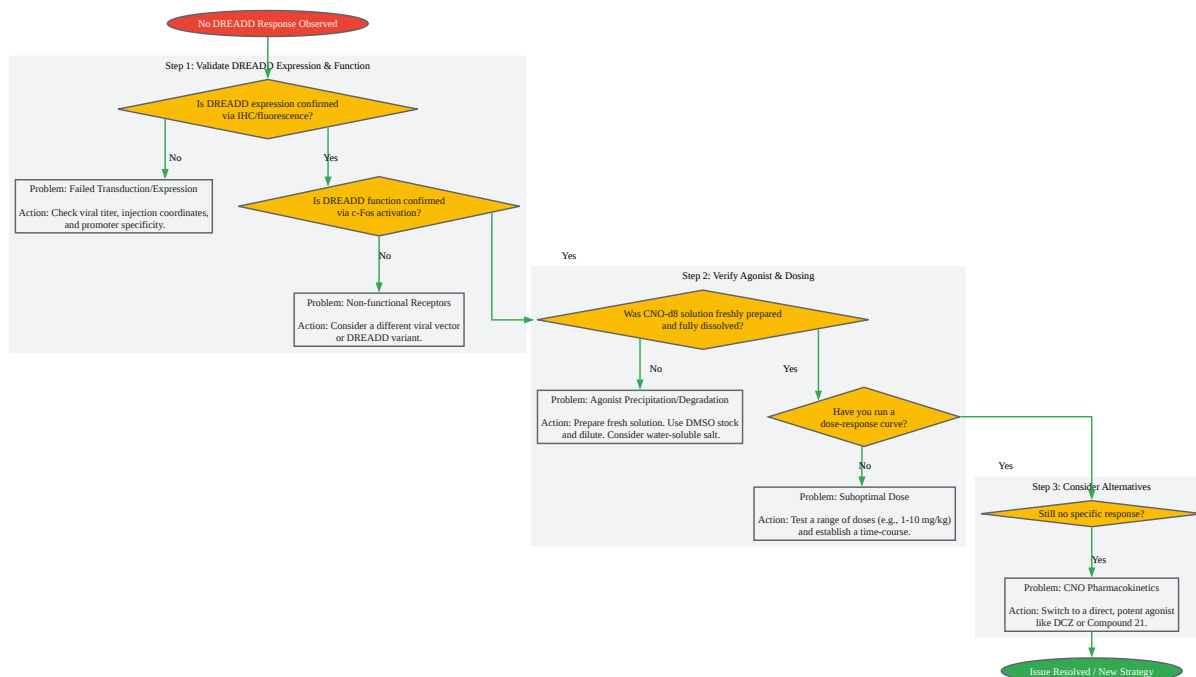 No DREADD Response Observed
Step 1: Validate DREADD Expression & Function
Is DREADD expression confirmed
via IHC/fluorescence?
No
Yes
Problem: Failed Transduction/Expression
Action: Check viral titer, injection coordinates,
and promoter specificity.
Is DREADD function confirmed
via c-Fos activation?
No
Yes
Problem: Non-functional Receptors
Action: Consider a different viral vector
or DREADD variant.
Step 2: Verify Agonist & Dosing
Was CNO-d8 solution freshly prepared
and fully dissolved?
No
Yes
Problem: Agonist Precipitation/Degradation
Action: Prepare fresh solution. Use DMSO stock
and dilute. Consider water-soluble salt.
Have you run a
dose-response curve?
No
Yes
Problem: Suboptimal Dose
Action: Test a range of doses (e.g., 1-10 mg/kg)
and establish a time-course.
Step 3: Consider Alternatives
Still no specific response?
Yes
Problem: CNO Pharmacokinetics
Action: Switch to a direct, potent agonist
like DCZ or Compound 21.
Issue Resolved / New Strategy